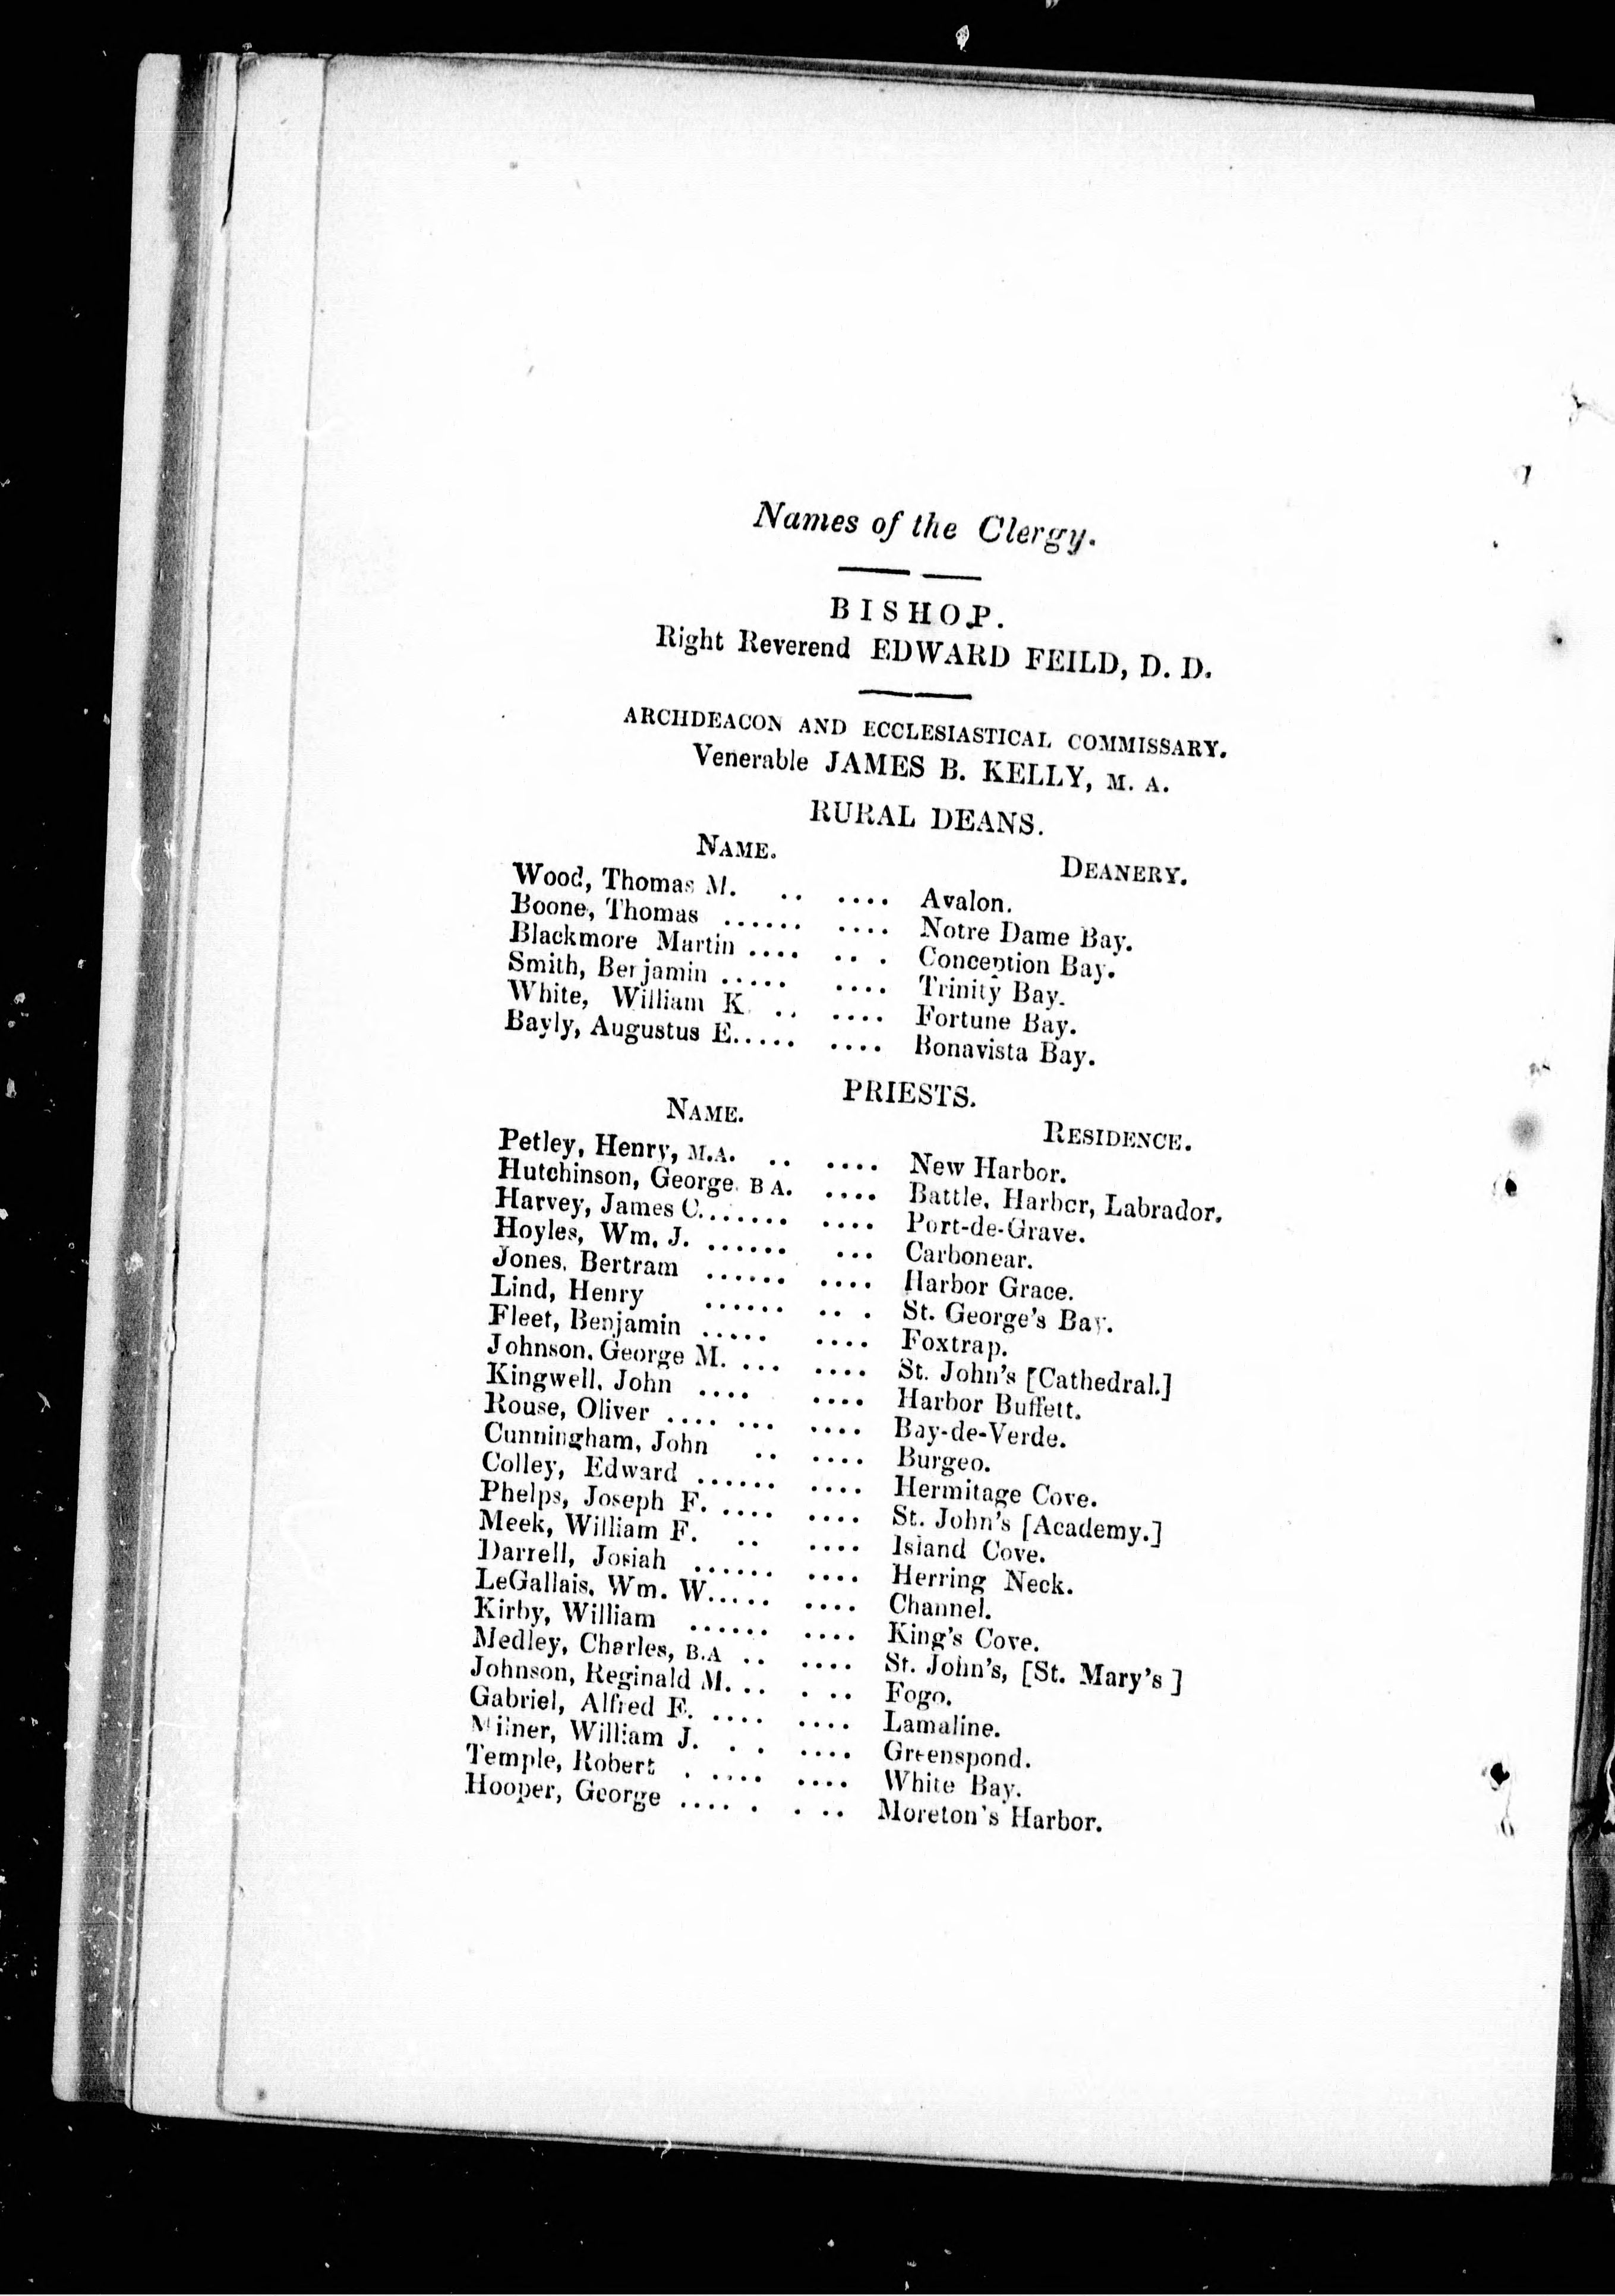 Names of the Clergy.
BISHOP.
Right Reverend EDWARD FEILD, D. D.
ARCHDEACON AND ECCLESIASTICAL COMMISSARY.
Venerable JAMES B. KELLY, M. A.
RURAL DEANS.
NAME. DEANERY.
Wood, Thomas M. .. .... Avalon.
Boone, Thomas ...... .... Notre Dame Bay.
Blackmore Martin .... .. . Conception Bay.
Smith, Benjamin ..... .... Trinity Bay.
White, William K. .. .... Fortune Bay.
Bayly, Augustus E..... .... Bonavista Bay.
PRIESTS.
NAME. RESIDENCE.
Petley, Henry, M.A. .. .... New Harbor.
Hutchinson, George. B A. .... Battle. Harbor, Labrador.
Harvey, James C....... .... Port-de-Grave.
Hoyles, Wm. J. ...... ... Carbonear.
Jones. Bertram ...... .... Harbor Grace.
Lind, Henry ...... .. . St. George's Bay.
Fleet, Benjamin ..... .... Foxtrap.
Johnson. George M. ... .... St. John's [Cathedral.]
Kingwell. John .... .... Harbor Buffett.
Rouse, Oliver .... ... .... Bay-de-Verde.
Cunningham, John .. .... Burgeo.
Colley, Edward ...... .... Hermitage Cove.
Phelps, Joseph F. .... .... St. John's [Academy.]
Meek, William F. .. .... Island Cove.
Darrell, Josiah ...... .... Herring Neck.
LeGallais. Wm. W..... .... Channel.
Kirby, William ...... .... King's Cove.
Medley, Charles, B.A .. .... St. John's, [St. Mary's ]
Johnson, Reginald M. .. . .. Fogo.
Gabriel, Alfred E. .... .... Lamaline.
Milner, William J. . . .... Greenspond.
Temple, Robert . .... .... White Bay.
Hooper, George .... . . .. Moreton's Harbor.